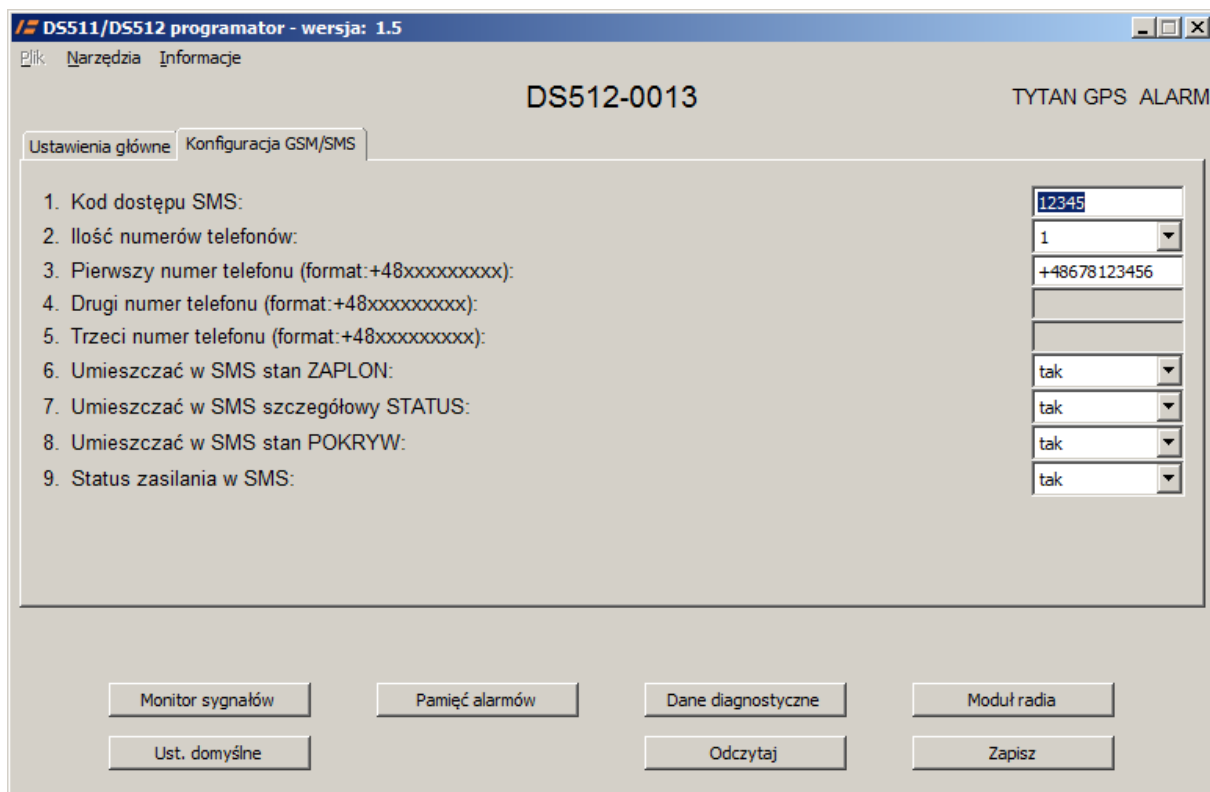 DS511/DS512 programator - wersja: 1.5
Plik Narzędzia Informacje
DS512-0013 TYTAN GPS ALARM
Ustawienia główne Konfiguracja GSM/SMS
1. Kod dostępu SMS: 12345
2. Ilość numerów telefonów: 1
3. Pierwszy numer telefonu (format:+48xxxxxxxxx): +48678123456
4. Drugi numer telefonu (format:+48xxxxxxxxx):
5. Trzeci numer telefonu (format:+48xxxxxxxxx):
6. Umieszczać w SMS stan ZAPLON: tak
7. Umieszczać w SMS szczegółowy STATUS: tak
8. Umieszczać w SMS stan POKRYW: tak
9. Status zasilania w SMS: tak
Monitor sygnałów Pamięć alarmów Dane diagnostyczne Moduł radia
Ust. domyślne Odczytaj Zapisz